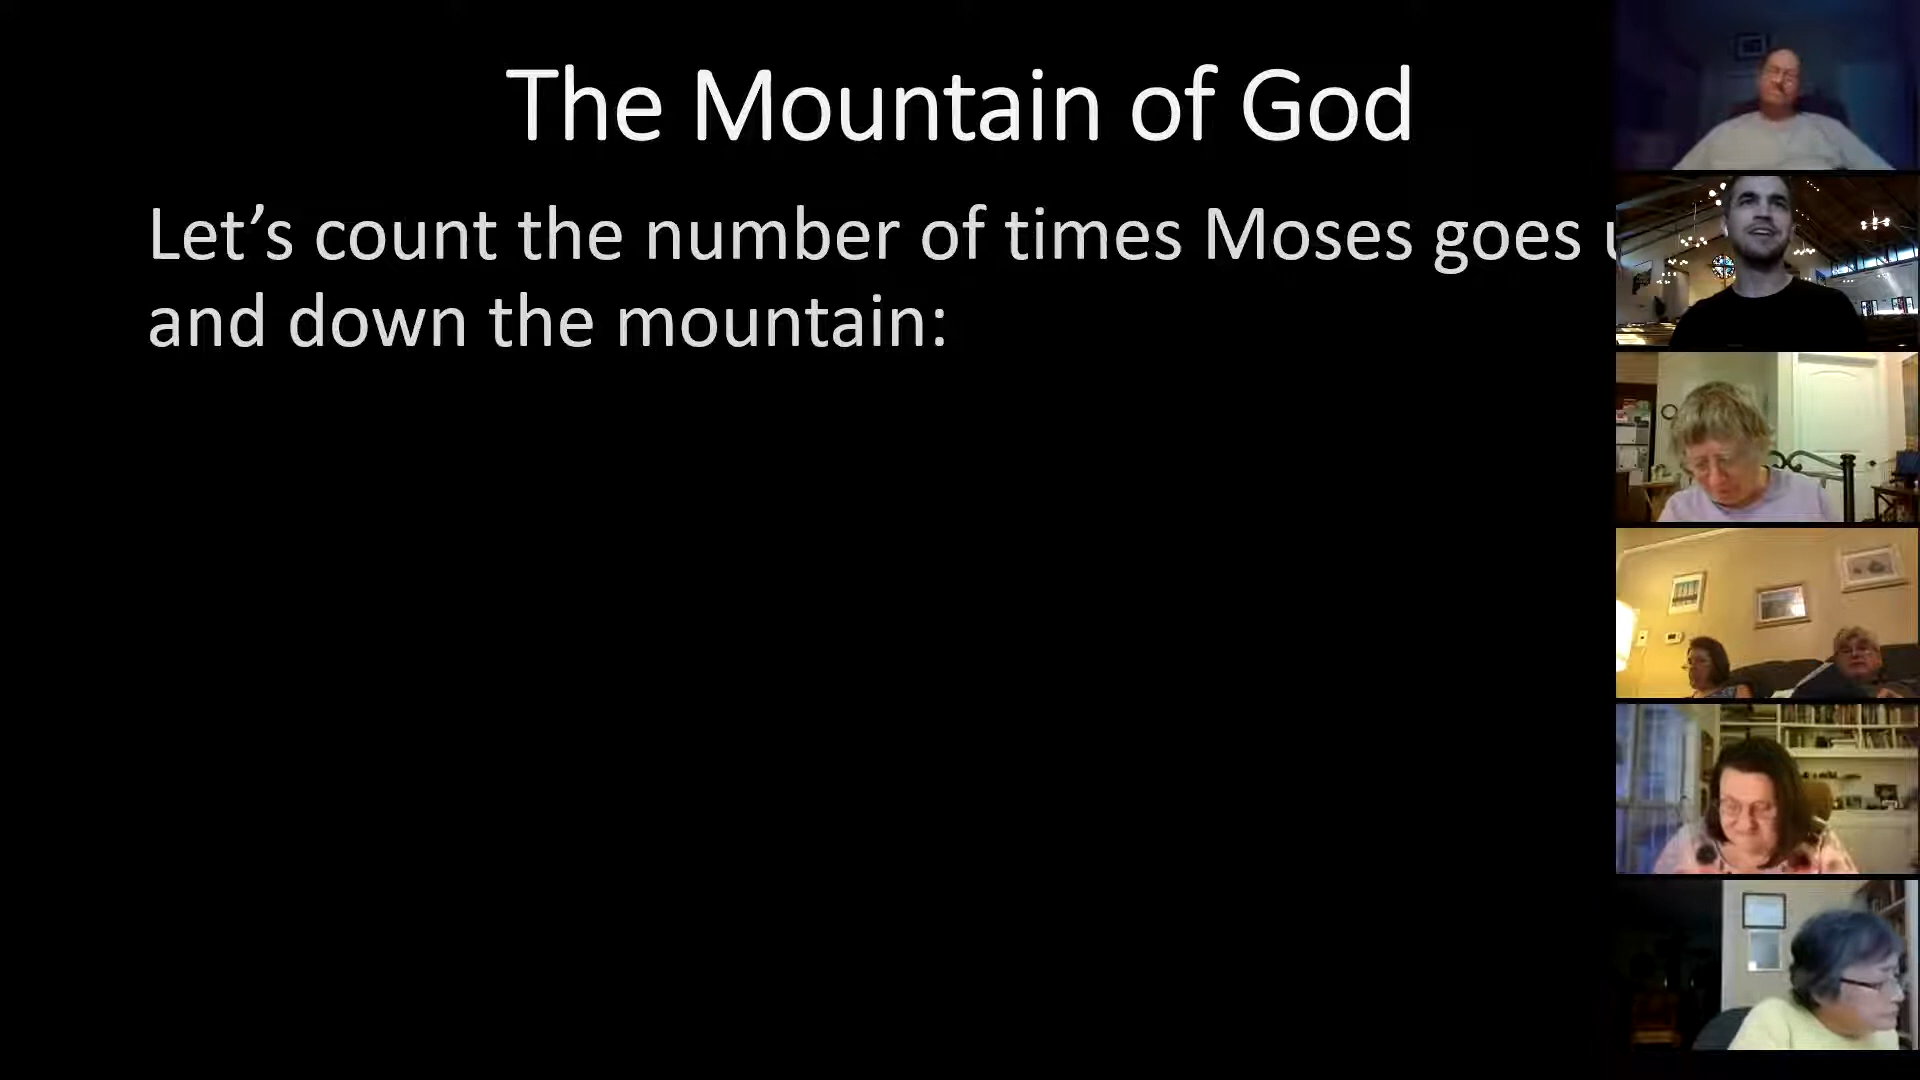 The Mountain of God
Let’s count the number of times Moses goes
and down the mountain: